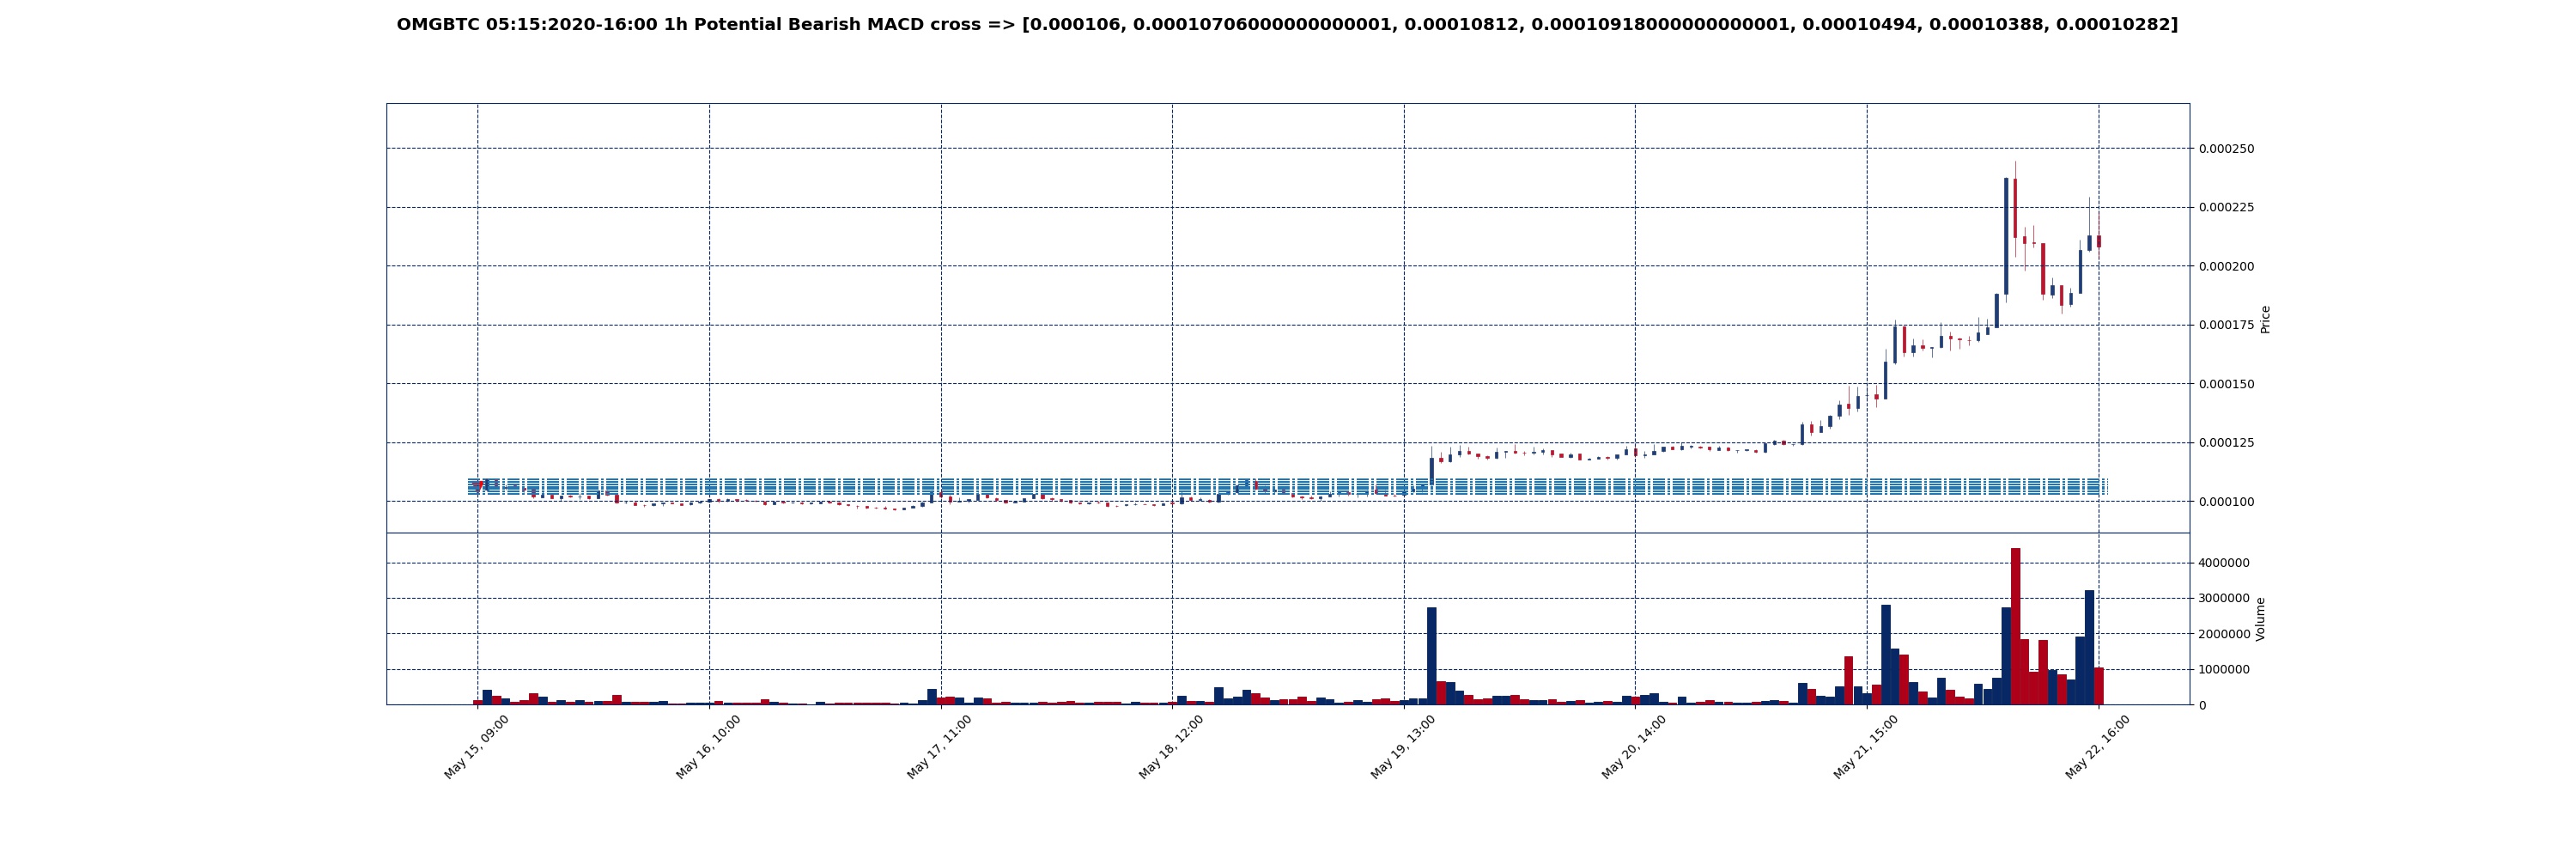 OMGBTC 05:15:2020-16:00 1h Potential Bearish MACD cross => [0.000106, 0.00010706000000000001, 0.00010812, 0.00010918000000000001, 0.00010494, 0.00010388, 0.00010282]
0.000250
0.000225
0.000200
0.000175
0.000150
0.000125
0.000100
Price
4000000
3000000
2000000
1000000
0
Volume
May 15, 09:00
May 16, 10:00
May 17, 11:00
May 18, 12:00
May 19, 13:00
May 20, 14:00
May 21, 15:00
May 22, 16:00